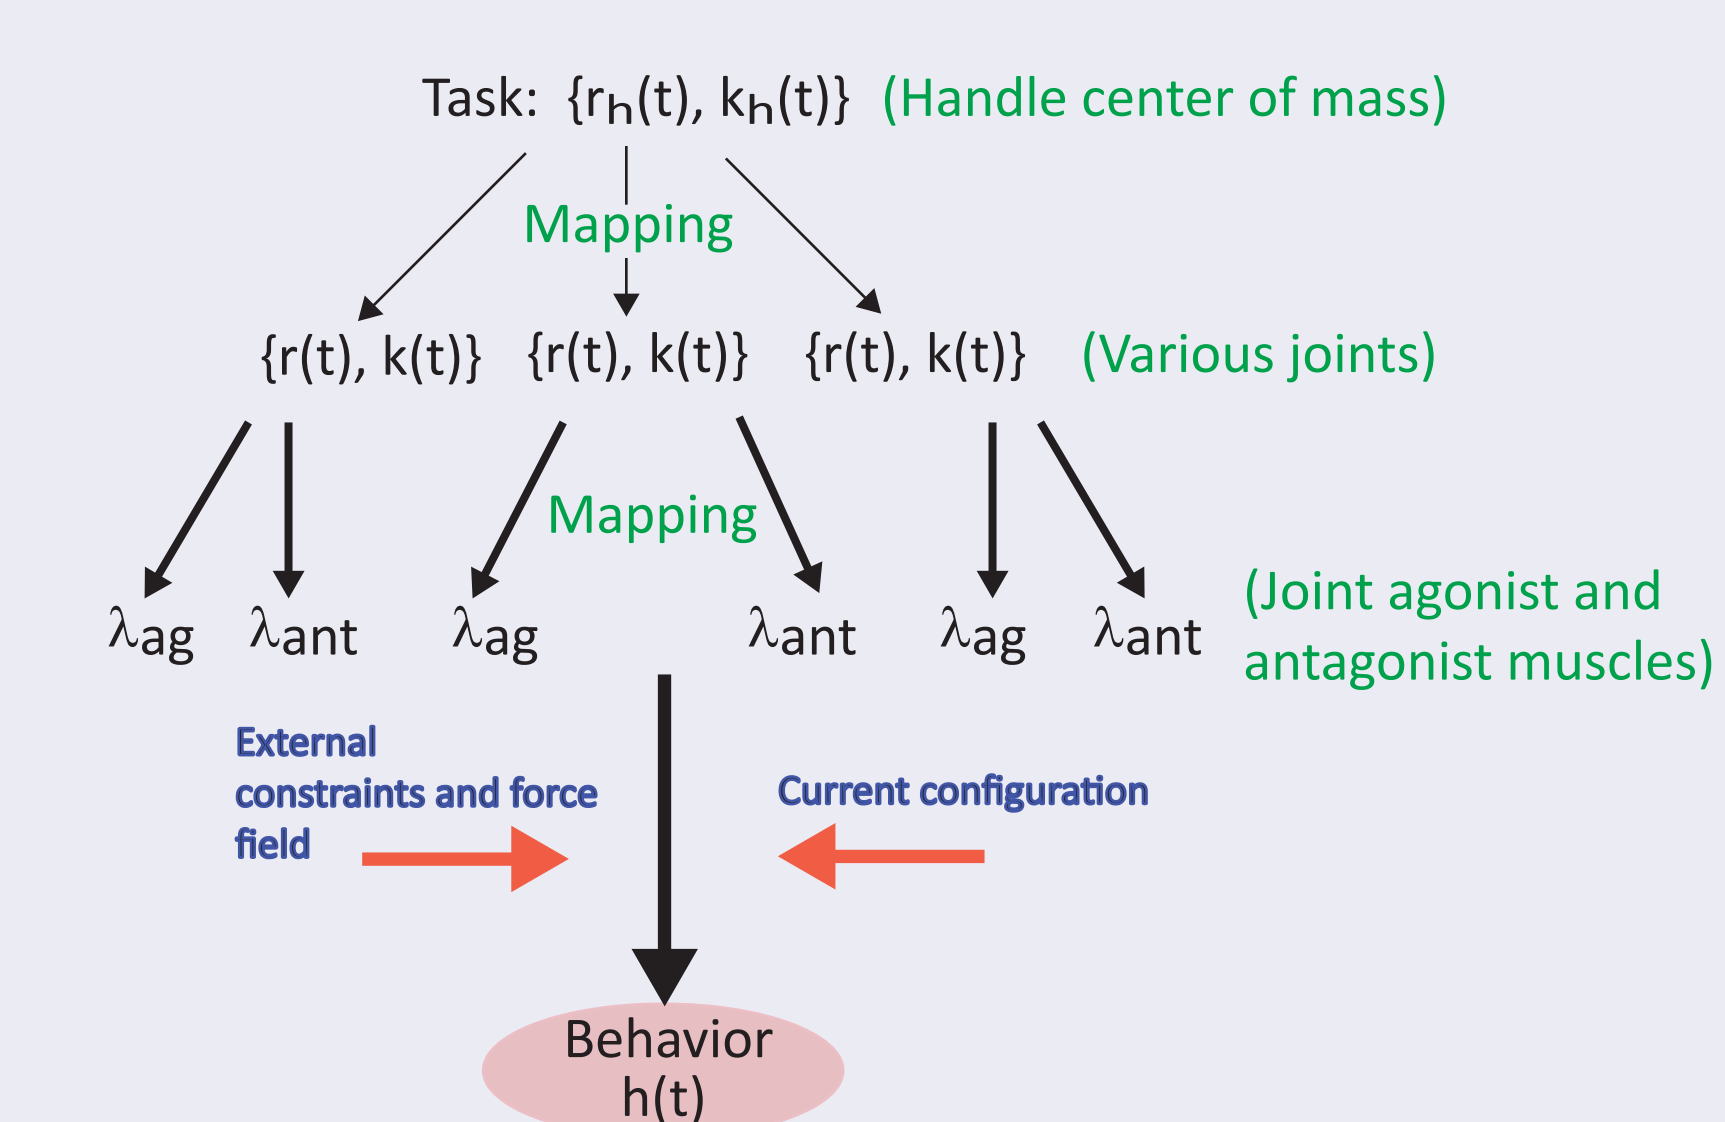 Task: {rh(t), kh(t)} (Handle center of mass)
Mapping
{r(t), k(t)} {r(t), k(t)} {r(t), k(t)} (Various joints)
Mapping
λag λant λag λant λag λant
(Joint agonist and
antagonist muscles)
External
constraints and force
field
Current configuration
Behavior
h(t)